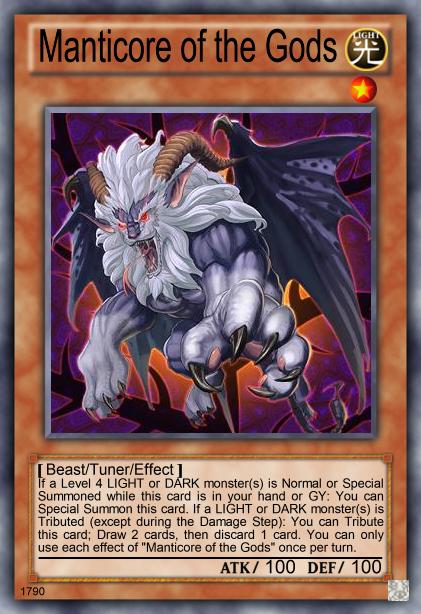 Manticore of the Gods
LIGHT
光
[ Beast/Tuner/Effect ]
If a Level 4 LIGHT or DARK monster(s) is Normal or Special
Summoned while this card is in your hand or GY: You can
Special Summon this card. If a LIGHT or DARK monster(s) is
Tributed (except during the Damage Step): You can Tribute
this card; Draw 2 cards, then discard 1 card. You can only
use each effect of "Manticore of the Gods" once per turn.
ATK/ 100 DEF/ 100
1790